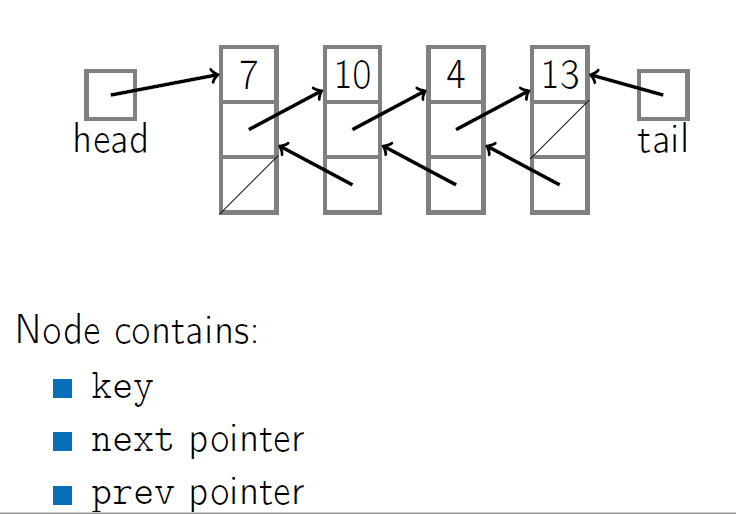 7 10 4 13
head tail
Node contains:
key
next pointer
prev pointer